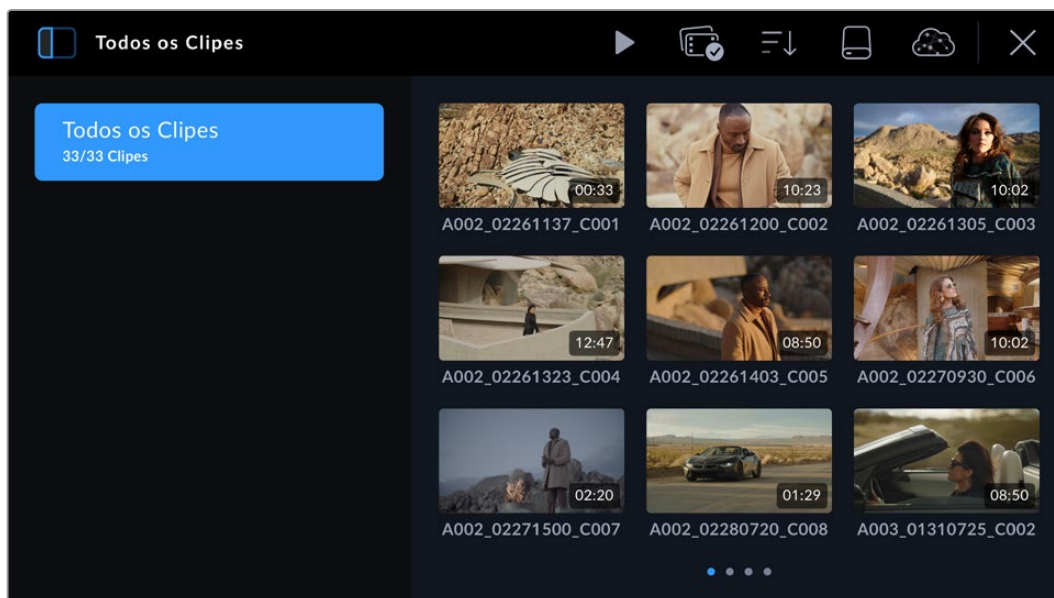 Todos os Clipes
Todos os Clipes
33/33 Clipes
00:33
10:23
10:02
A002_02261137_C001
A002_02261200_C002
A002_02261305_C003
12:47
08:50
10:02
A002_02261323_C004
A002_02261403_C005
A002_02270930_C006
02:20
01:29
08:50
A002_02271500_C007
A002_02280720_C008
A003_01310725_C002